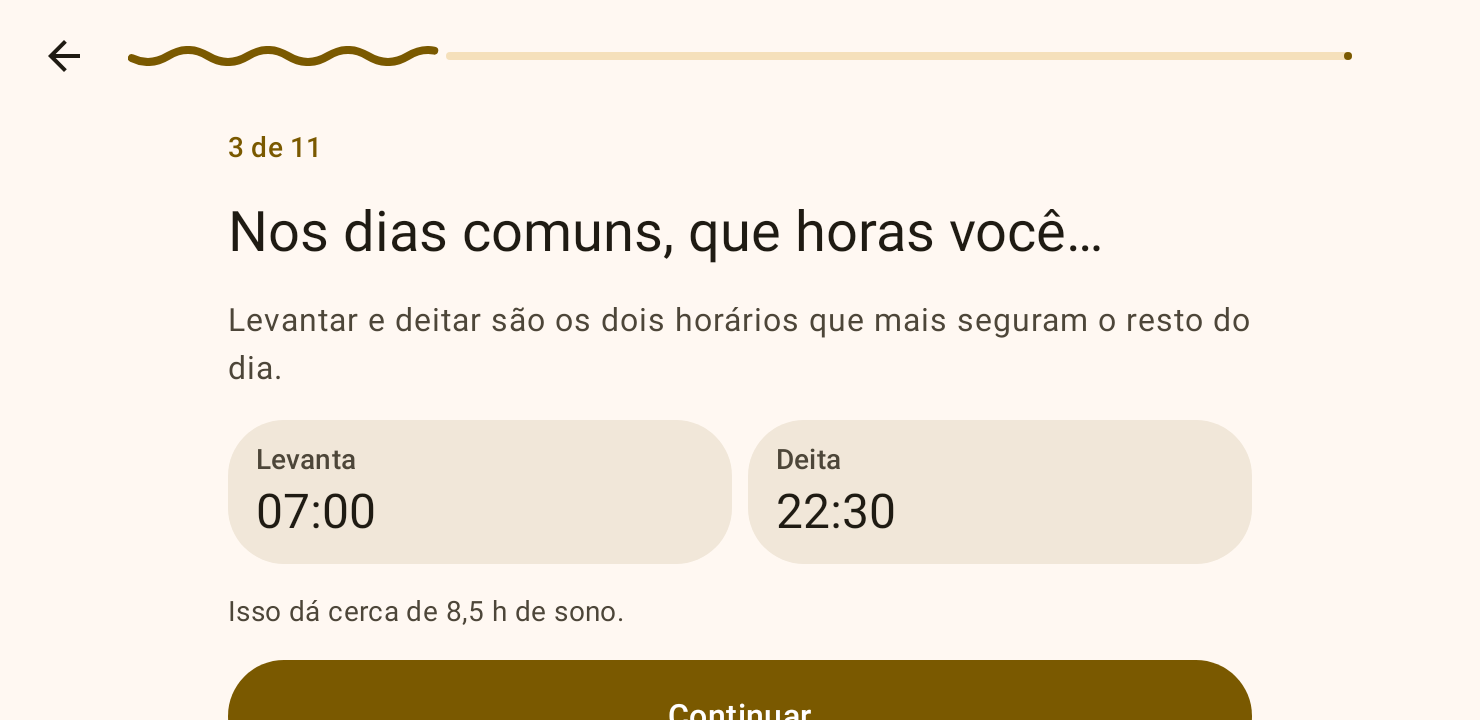 3 de 11
Nos dias comuns, que horas você…
Levantar e deitar são os dois horários que mais seguram o resto do
dia.
Levanta
07:00
Deita
22:30
Isso dá cerca de 8,5 h de sono.
Continuar